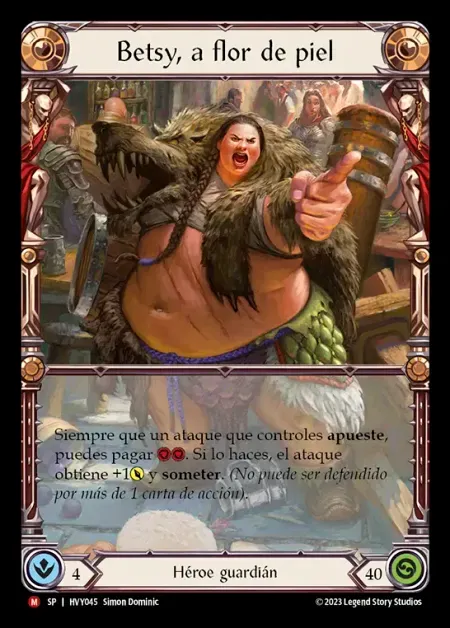 Betsy, a flor de piel
Siempre que un ataque que controles apueste,
puedes pagar. Si lo haces, el ataque
obtiene +1 y someter. (No puede ser defendido
por más de 1 carta de acción).
4
Héroe guardián
40
M SP | HVY045 Simon Dominic
© 2023 Legend Story Studios